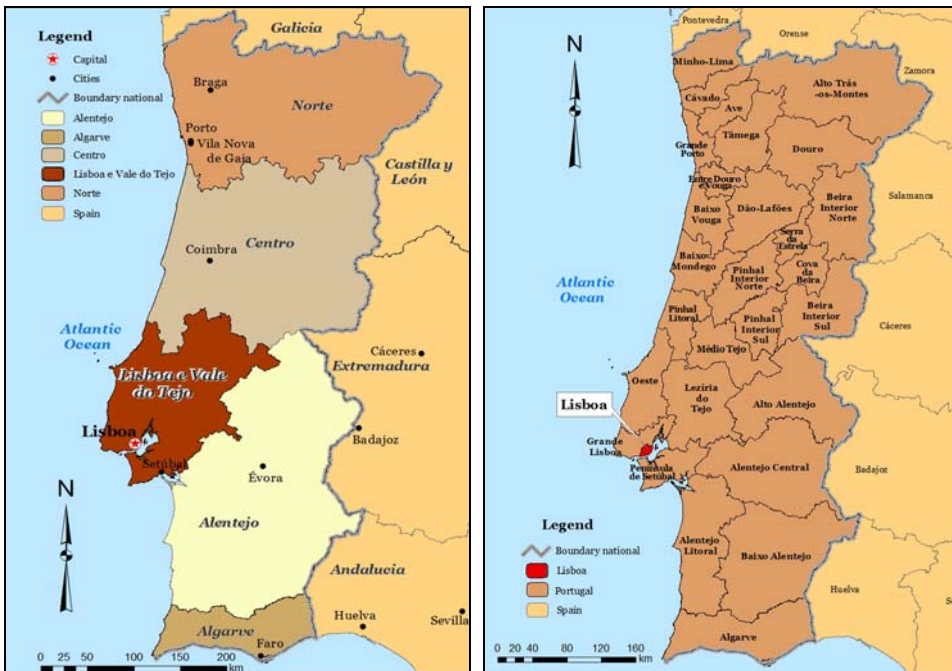 Legend
Capital
Cities
Boundary national
Alentejo
Algarve
Centro
Lisboa e Vale do Tejo
Norte
Spain
Galicia
Braga
Norte
Porto
Vila Nova
de Gaia
Castilla y
León
Centro
Coimbra
Atlantic
Ocean
Cáceres
Extremadura
Lisboa e Vale
do Tejo
Lisboa
Badajoz
Setúbal
Évora
N
Alentejo
Andalucia
Huelva
Sevilla
Algarve
Faro
0 25 50 100 150 200
km
Pontevedra
Orense
N
Minho-Lima
Zamora
Alto Trás
-os-Montes
Cávado
Ave
Tâmega
Grande
Porto
Douro
Entre Douro
e Vouga
Salamanca
Baixo
Vouga
Dão-Lafões
Beira
Interior
Norte
Serra
da
Estrela
Baixo-
Mondego
Cova
da
Beira
Pinhal
Interior
Norte
Atlantic
Ocean
Pinhal
Litoral
Pinhal
Interior
Sul
Beira
Interior
Sul
Cáceres
Médio Tejo
Oeste
Lezíria
do
Tejo
Lisboa
Alto Alentejo
Grande
Lisboa
Península
de Setúbal
Alentejo Central
Badajoz
Legend
Boundary national
Lisboa
Portugal
Spain
Alentejo
Litoral
Baixo Alentejo
Huelva
Algarve
0 20 40 80 120 160
km